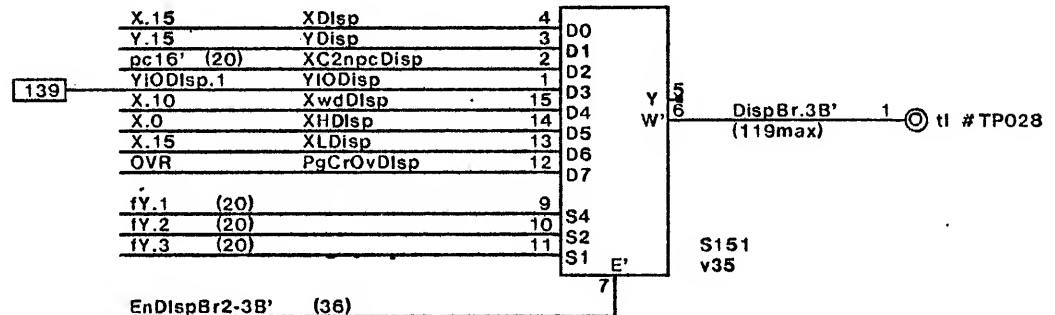 X.15 XDisp 4 D0
Y.15 YDisp 3 D1
pc16' (20) XC2npcDisp 2 D2
139 YIODisp.1 YIODisp 1 D3
X.10 XwdDisp 15 D4
X.0 XHDisp 14 D5
X.15 XLDisp 13 D6
OVR PgCrOvDisp 12 D7
Y 5
W' 6 DispBr.3B' 1 tl #TP028
(119max)
fY.1 (20) 9 S4
fY.2 (20) 10 S2
fY.3 (20) 11 S1
E'
7
S151
v35
EnDispBr2-3B' (36)